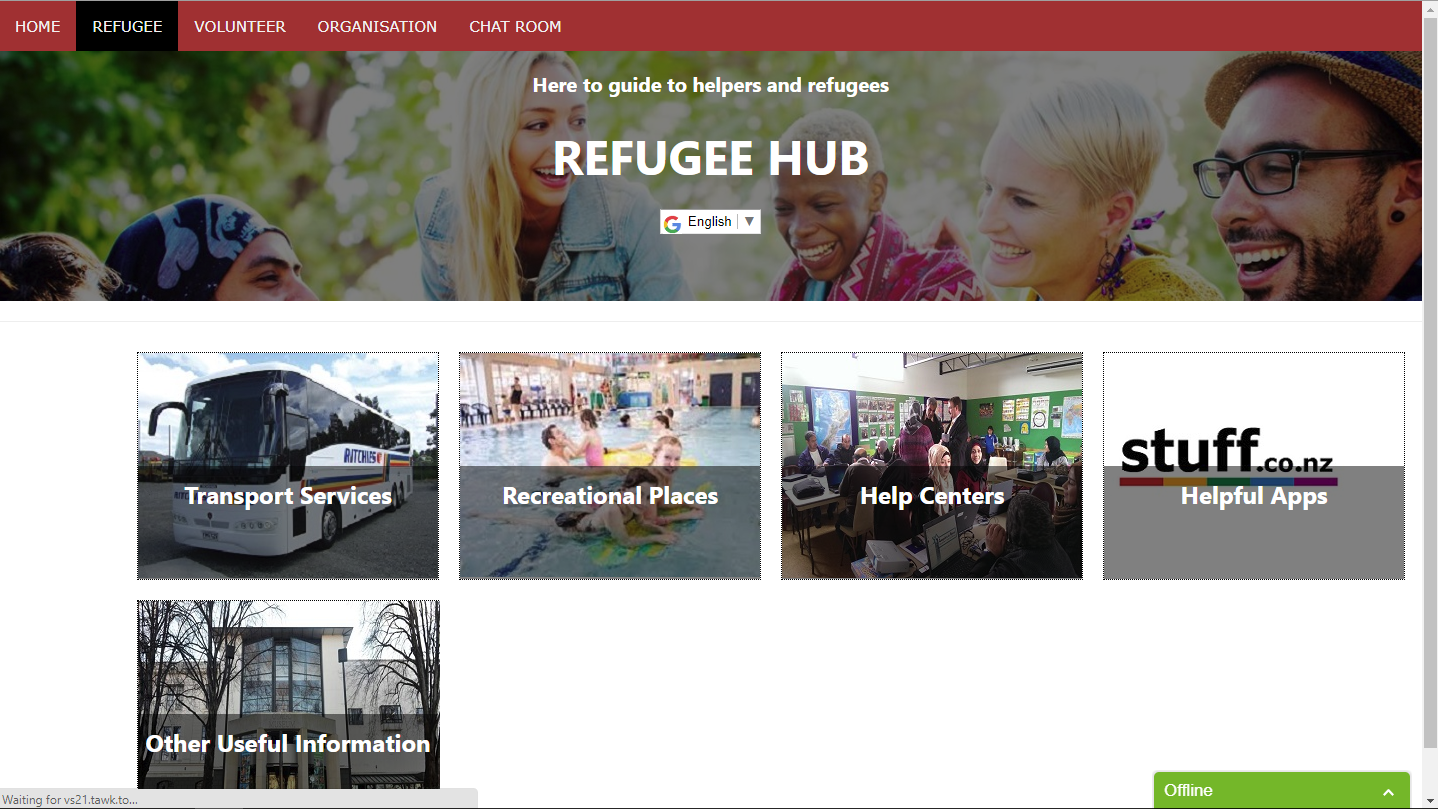 HOME REFUGEE VOLUNTEER ORGANISATION CHAT ROOM
Here to guide to helpers and refugees
REFUGEE HUB
English ▼
RITCHIES
Transport Services
Recreational Places
Help Centers
stuff.co.nz
Helpful Apps
Other Useful Information
Offline
Waiting for vs21.tawk.to...